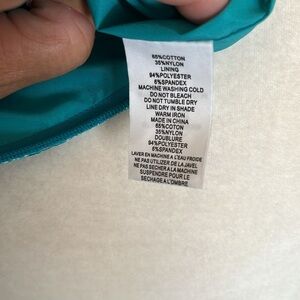 65%COTTON
35%NYLON
LINING
94%POLYESTER
6%SPANDEX
MACHINE WASHING COLD
DO NOT BLEACH
DO NOT TUMBLE DRY
LINE DRY IN SHADE
WARM IRON
MADE IN CHINA
65%COTON
35%NYLON
DOUBLURE
94%POLYESTER
6%SPANDEX
LAVER EN MACHINE A L'EAU FROIDE
NE PAS UTILIZER DE LA JAVEL
NE PAS SECHER A LA MACHINE
SUSPENDRE POUR LE
SECHAGE A L'OMBRE